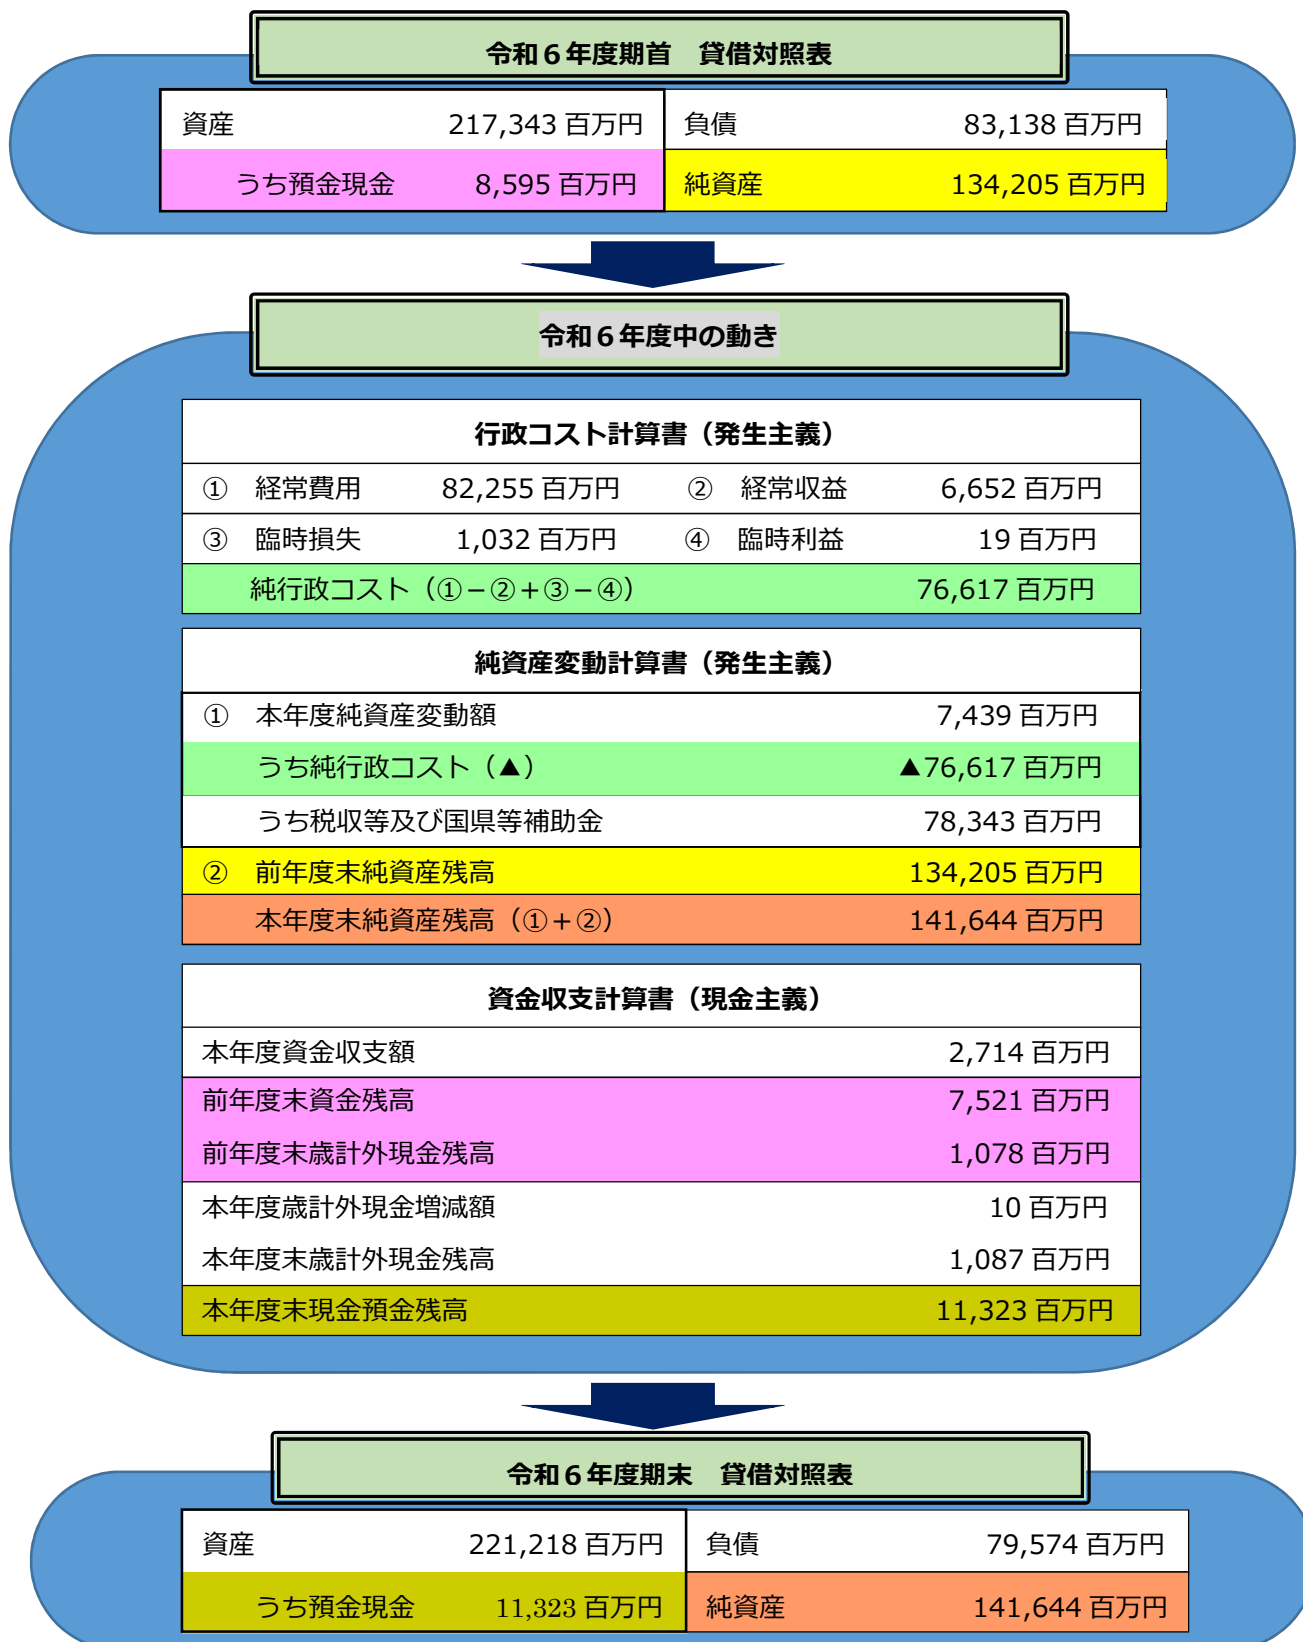 令和６年度期首　貸借対照表
資産 217,343 百万円 負債 83,138 百万円
うち預金現金 8,595 百万円 純資産 134,205 百万円
令和６年度中の動き
行政コスト計算書（発生主義）
① 経常費用 82,255 百万円 ② 経常収益 6,652 百万円
③ 臨時損失 1,032 百万円 ④ 臨時利益 19 百万円
純行政コスト（①－②＋③－④） 76,617 百万円
純資産変動計算書（発生主義）
① 本年度純資産変動額 7,439 百万円
うち純行政コスト（▲） ▲76,617 百万円
うち税収等及び国県等補助金 78,343 百万円
② 前年度末純資産残高 134,205 百万円
本年度末純資産残高（①＋②） 141,644 百万円
資金収支計算書（現金主義）
本年度資金収支額 2,714 百万円
前年度末資金残高 7,521 百万円
前年度末歳計外現金残高 1,078 百万円
本年度歳計外現金増減額 10 百万円
本年度末歳計外現金残高 1,087 百万円
本年度末現金預金残高 11,323 百万円
令和６年度期末　貸借対照表
資産 221,218 百万円 負債 79,574 百万円
うち預金現金 11,323 百万円 純資産 141,644 百万円